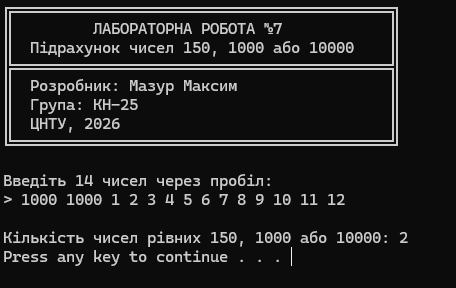 ЛАБОРАТОРНА РОБОТА №7
Підрахунок чисел 150, 1000 або 10000
Розробник: Мазур Максим
Група: КН-25
ЦНТУ, 2026
Введіть 14 чисел через пробіл:
> 1000 1000 1 2 3 4 5 6 7 8 9 10 11 12
Кількість чисел рівних 150, 1000 або 10000: 2
Press any key to continue . . .